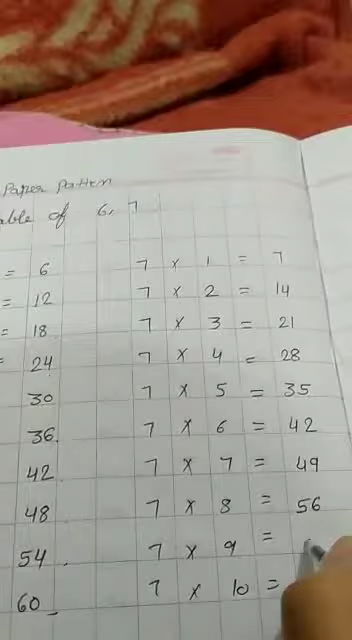 Paper Pattern
able of 6, 7
= 6 7 × 1 = 7
= 12 7 × 2 = 14
= 18 7 × 3 = 21
= 24 7 × 4 = 28
30 7 × 5 = 35
36. 7 × 6 = 42
42. 7 × 7 = 49
48 7 × 8 = 56
54 . 7 × 9 =
60 7 × 10 =